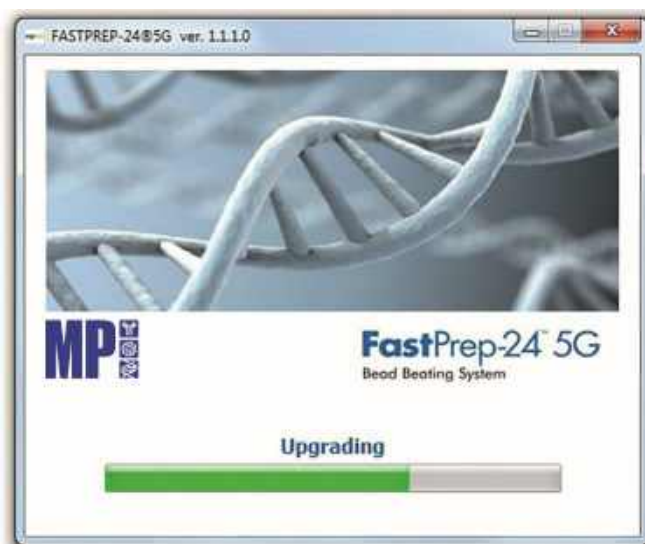 FASTPREP-24®5G ver. 1.1.1.0
MP
FastPrep-24™ 5G
Bead Beating System
Upgrading